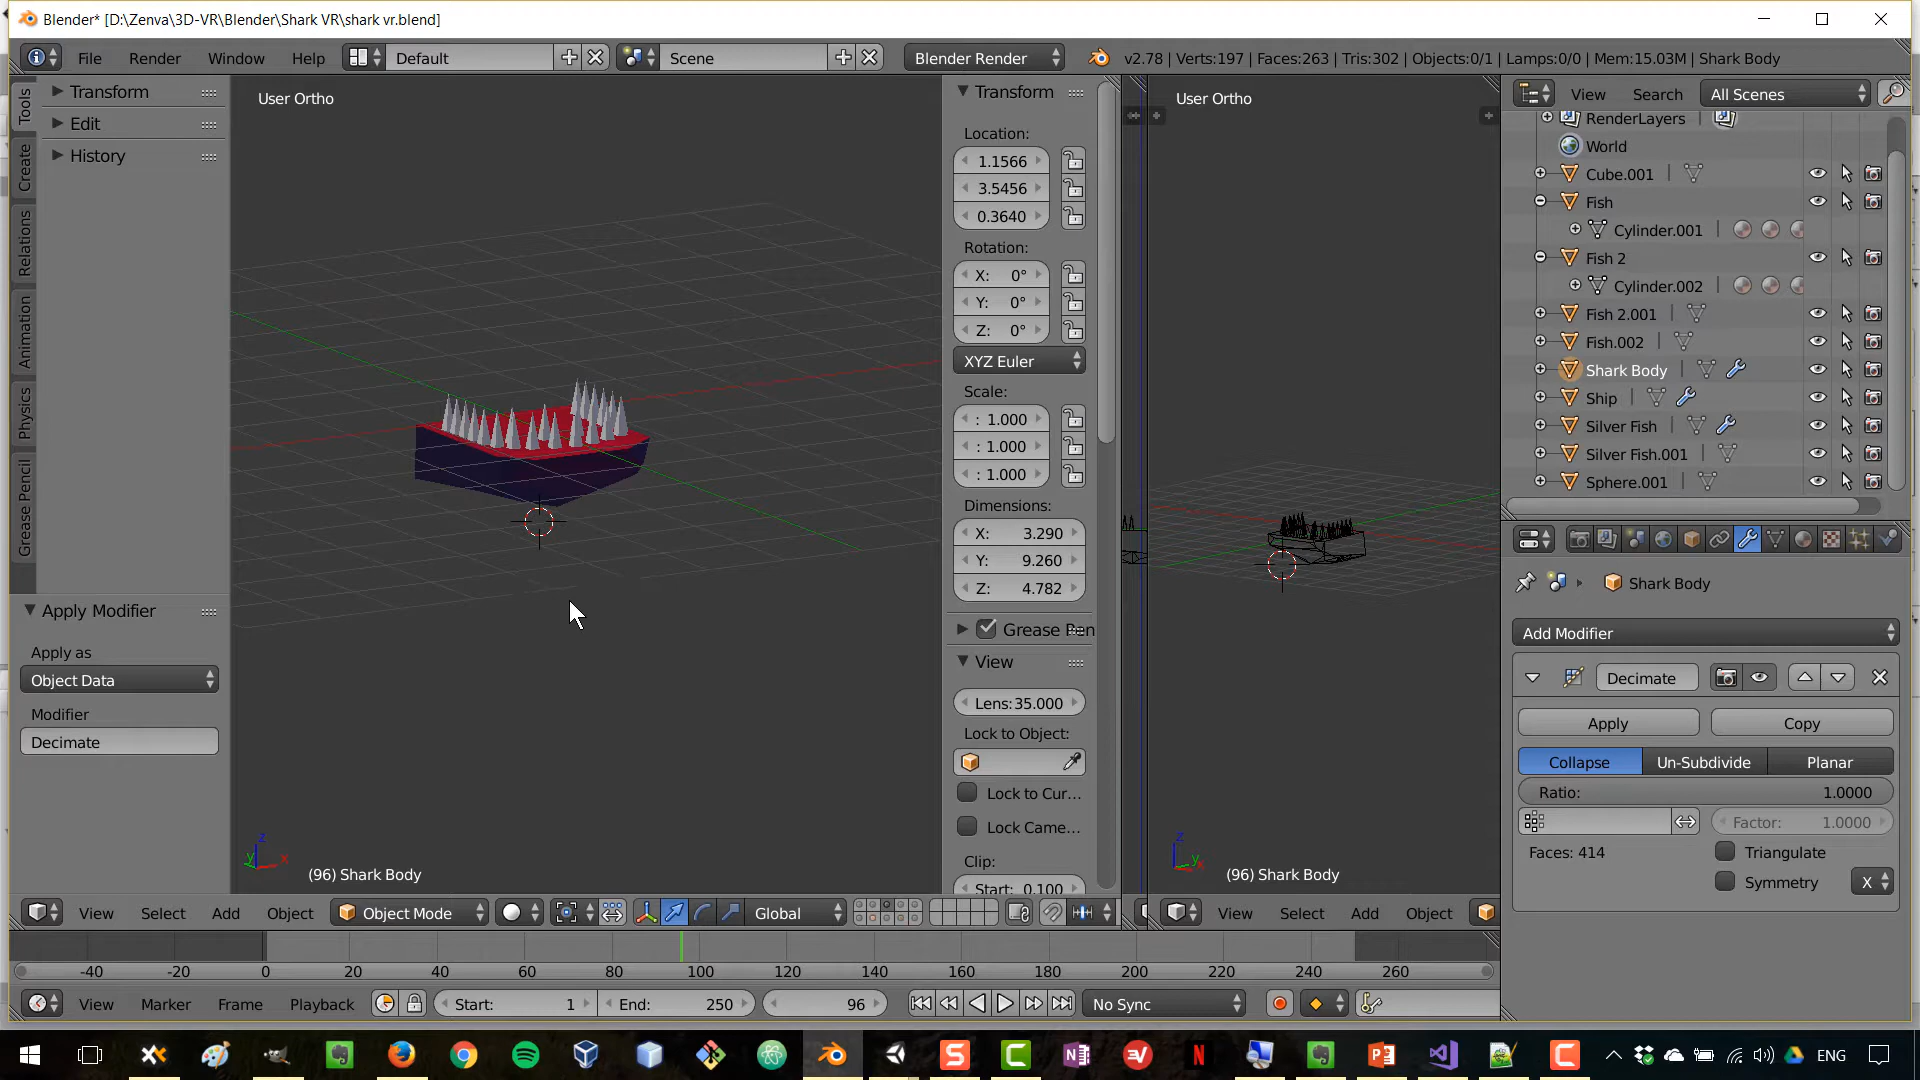 Blender* [D:\Zenva\3D-VR\Blender\Shark VR\shark vr.blend]
File Render Window Help Default Scene Blender Render v2.78 | Verts:197 | Faces:263 | Tris:302 | Objects:0/1 | Lamps:0/0 | Mem:15.03M | Shark Body
Tools
Create
Relations
Animation
Physics
Grease Pencil
Transform
Edit
History
Apply Modifier
Apply as
Object Data
Modifier
Decimate
User Ortho
(96) Shark Body
Transform
Location:
1.1566
3.5456
0.3640
Rotation:
X: 0°
Y: 0°
Z: 0°
XYZ Euler
Scale:
: 1.000
: 1.000
: 1.000
Dimensions:
X: 3.290
Y: 9.260
Z: 4.782
Grease Pen
View
Lens:35.000
Lock to Object:
Lock to Cur...
Lock Came...
Clip:
Start: 0.100
User Ortho
(96) Shark Body
View Search All Scenes
RenderLayers
World
Cube.001
Fish
Cylinder.001
Fish 2
Cylinder.002
Fish 2.001
Fish.002
Shark Body
Ship
Silver Fish
Silver Fish.001
Sphere.001
Shark Body
Add Modifier
Decimate
Apply Copy
Collapse Un-Subdivide Planar
Ratio: 1.0000
Factor: 1.0000
Faces: 414
Triangulate
Symmetry X
View Select Add Object Object Mode Global
View Select Add Object
-40 -20 0 20 40 60 80 100 120 140 160 180 200 220 240 260
View Marker Frame Playback Start: 1 End: 250 96 No Sync
ENG